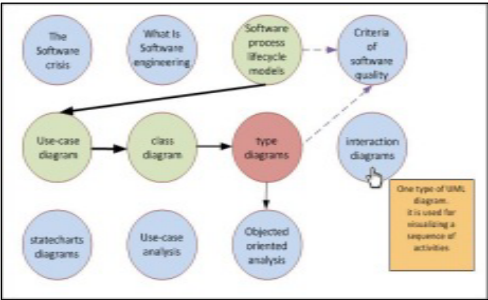 The
Software
crisis
What Is
Software
engineering
Software
process
lifecycle
models
Criteria
of
software
quality
Use-case
diagram
class
diagram
type
diagrams
interaction
diagrams
One type of UML
diagram.
it is used for
visualizing a
sequence of
activities
statecharts
diagrams
Use-case
analysis
Objected
oriented
analysis